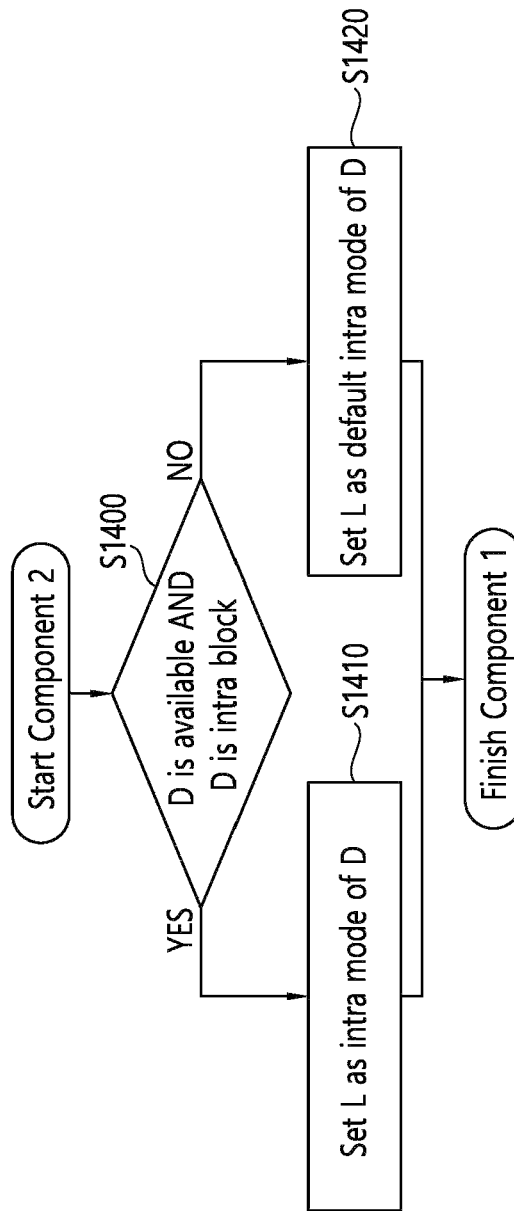 Start Component 2
S1400
D is available AND
D is intra block
YES
NO
S1410
S1420
Set L as intra mode of D
Set L as default intra mode of D
Finish Component 1